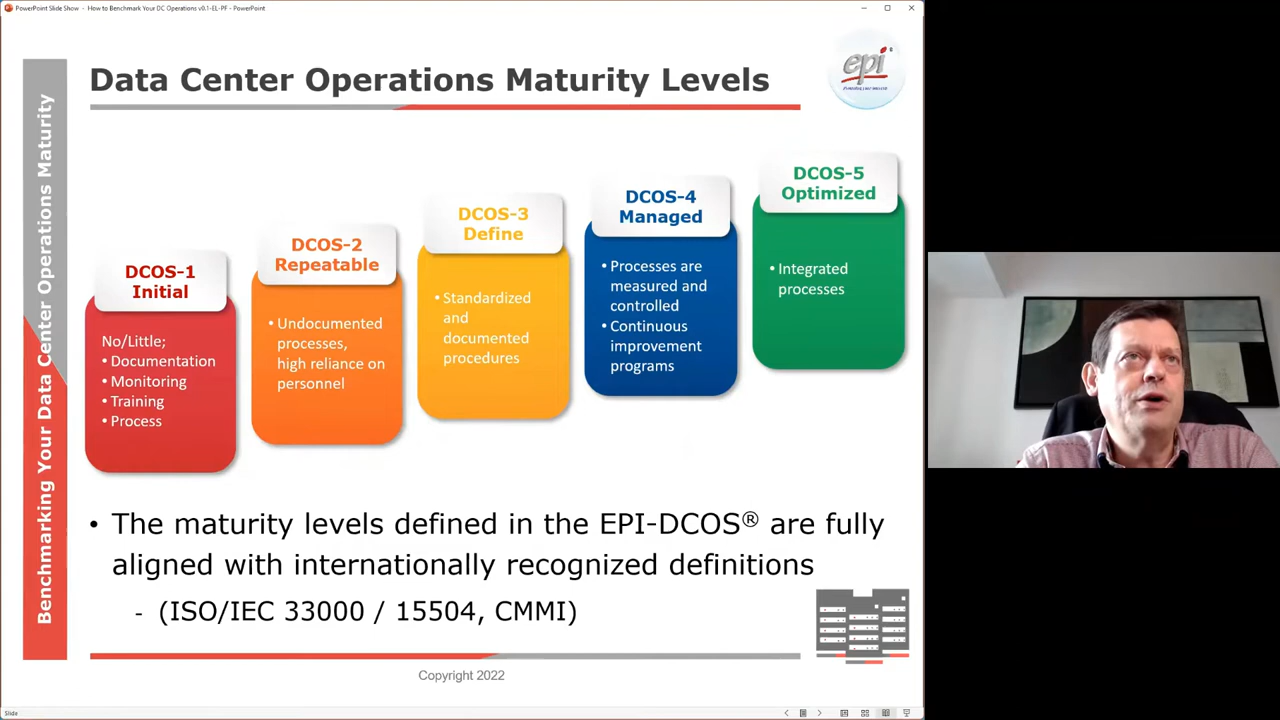 PowerPoint Slide Show - How to Benchmark Your DC Operations v0.1-EL-PF - PowerPoint
Data Center Operations Maturity Levels
epi
®
Benchmarking Your Data Center Operations Maturity
DCOS-1
Initial
No/Little;
• Documentation
• Monitoring
• Training
• Process
DCOS-2
Repeatable
• Undocumented
processes,
high reliance on
personnel
DCOS-3
Define
• Standardized
and
documented
procedures
DCOS-4
Managed
• Processes are
measured and
controlled
• Continuous
improvement
programs
DCOS-5
Optimized
• Integrated
processes
• The maturity levels defined in the EPI-DCOS® are fully
aligned with internationally recognized definitions
- (ISO/IEC 33000 / 15504, CMMI)
Copyright 2022
Slide